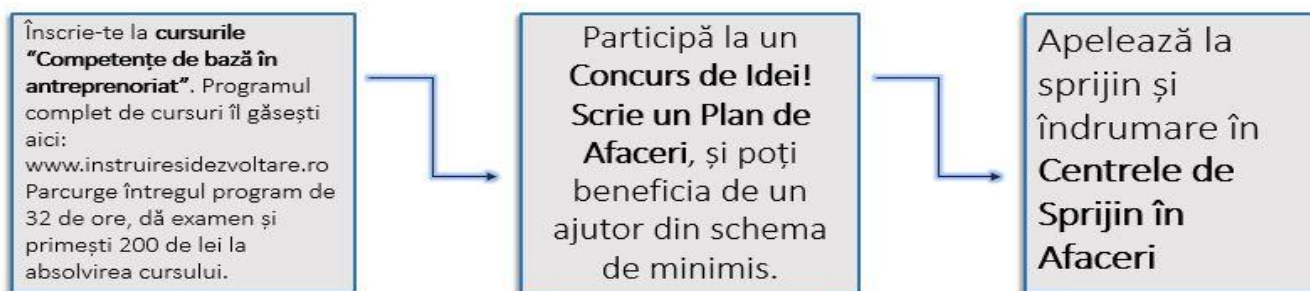 Înscrie-te la cursurile
“Competențe de bază în
antreprenoriat”. Programul
complet de cursuri îl găsești
aici:
www.instruiresidezvoltare.ro
Parcurge întregul program de
32 de ore, dă examen și
primești 200 de lei la
absolvirea cursului.
Participă la un
Concurs de Idei!
Scrie un Plan de
Afaceri, și poți
beneficia de un
ajutor din schema
de minimis.
Apelează la
sprijin și
îndrumare în
Centrele de
Sprijin în
Afaceri